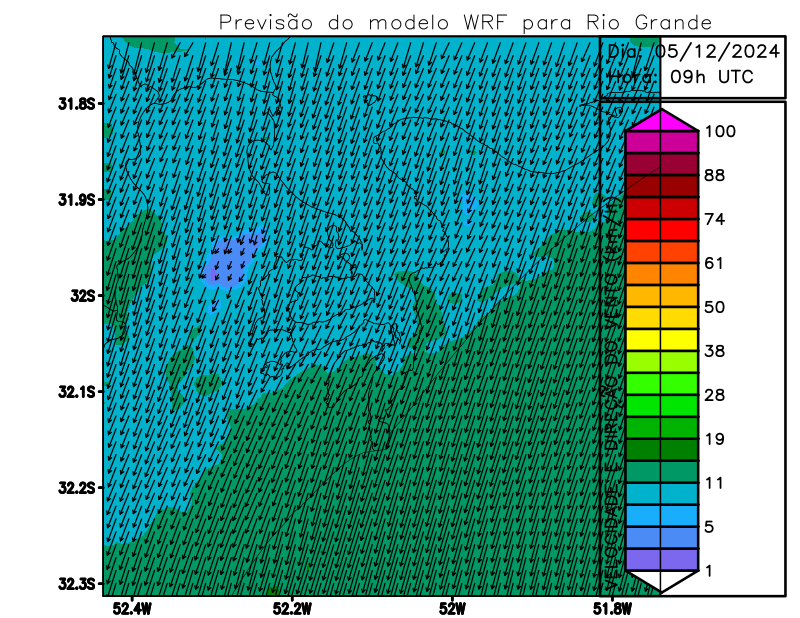 Previsão do modelo WRF para Rio Grande
Dia: 05/12/2024
Hora: 09h UTC
31.8S
31.9S
32S
32.1S
32.2S
32.3S
52.4W
52.2W
52W
51.8W
VELOCIDADE E DIREÇÃO DO VENTO (km/h)
100
88
74
61
50
38
28
19
11
5
1